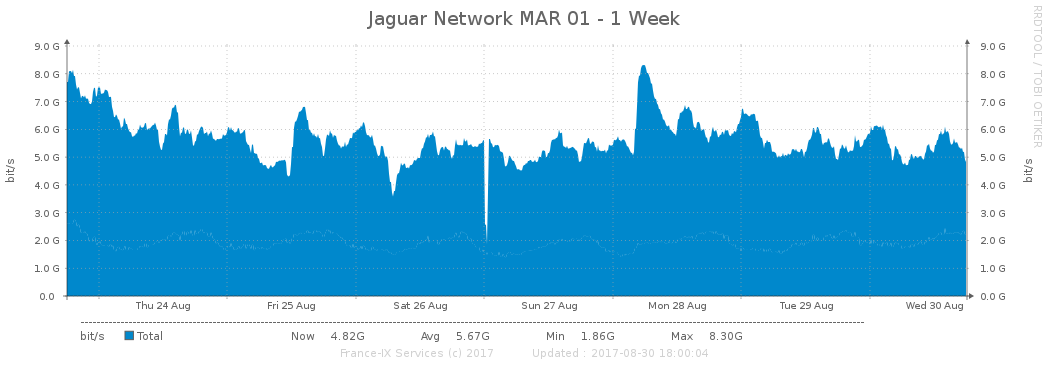 Jaguar Network MAR 01 - 1 Week
RRDTOOL / TOBI OETIKER
bit/s
9.0 G
8.0 G
7.0 G
6.0 G
5.0 G
4.0 G
3.0 G
2.0 G
1.0 G
0.0
9.0 G
8.0 G
7.0 G
6.0 G
5.0 G
4.0 G
3.0 G
2.0 G
1.0 G
0.0 G
bit/s
Thu 24 Aug Fri 25 Aug Sat 26 Aug Sun 27 Aug Mon 28 Aug Tue 29 Aug Wed 30 Aug
bit/s Total Now 4.82G Avg 5.67G Min 1.86G Max 8.30G
France-IX Services (c) 2017 Updated : 2017-08-30 18:00:04